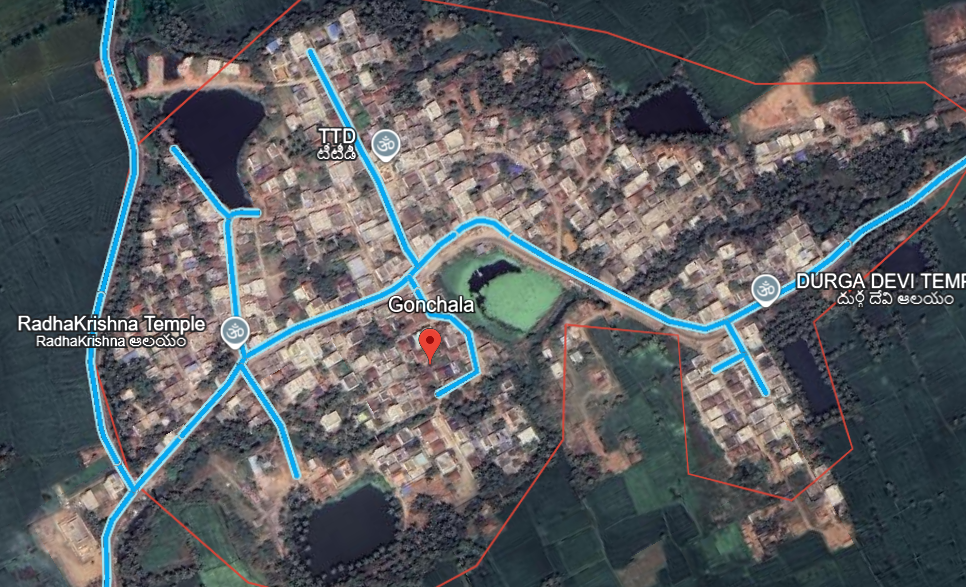 TTD
టీటీడీ
Gonchala
RadhaKrishna Temple
RadhaKrishna ఆలయం
DURGA DEVI TEMP
దుర్గ దేవి ఆలయం